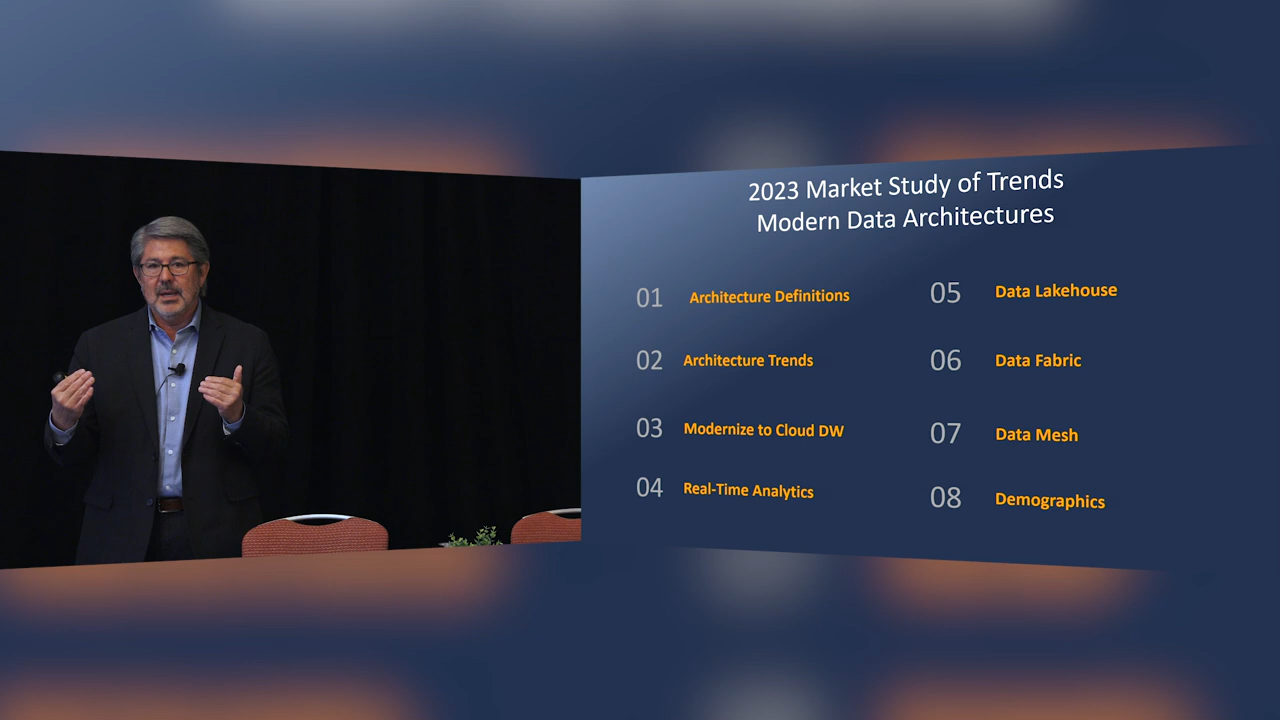 2023 Market Study of Trends
Modern Data Architectures
01 Architecture Definitions
02 Architecture Trends
03 Modernize to Cloud DW
04 Real-Time Analytics
05 Data Lakehouse
06 Data Fabric
07 Data Mesh
08 Demographics